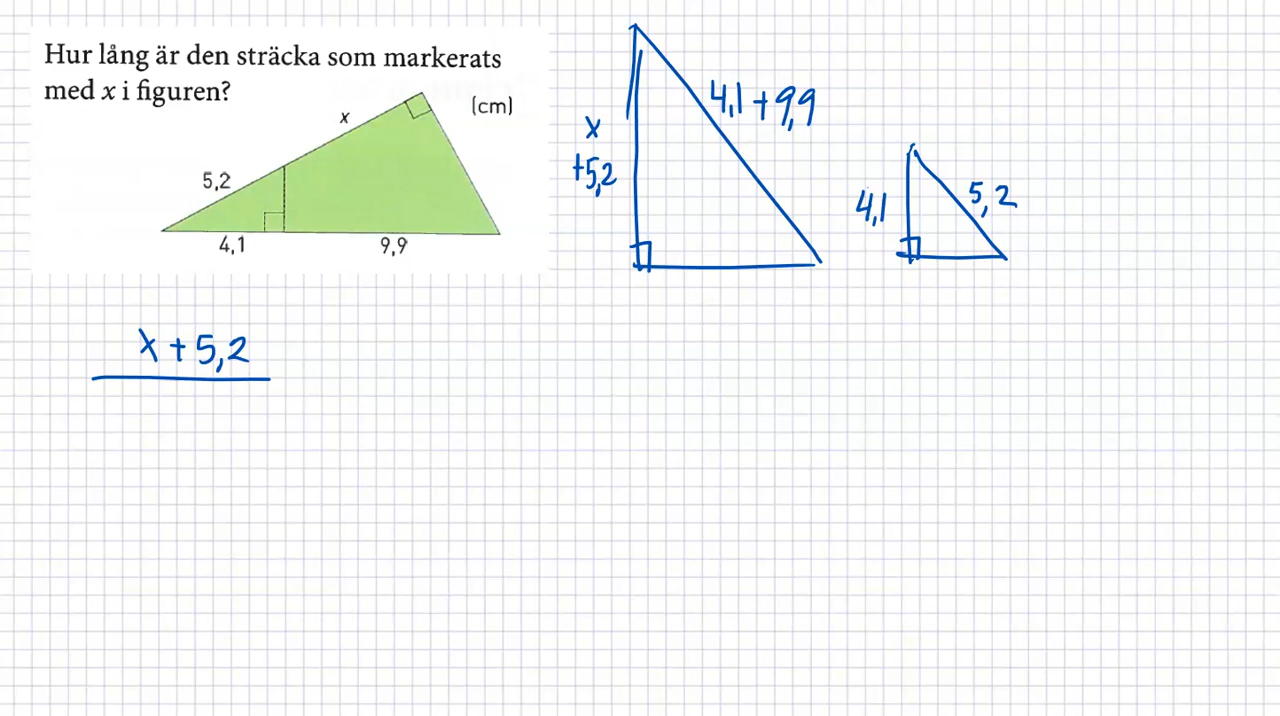 Hur lång är den sträcka som markerats
med x i figuren?
(cm)
x
5,2
4,1
9,9
x
+5,2
4,1+9,9
4,1
5,2
x + 5,2